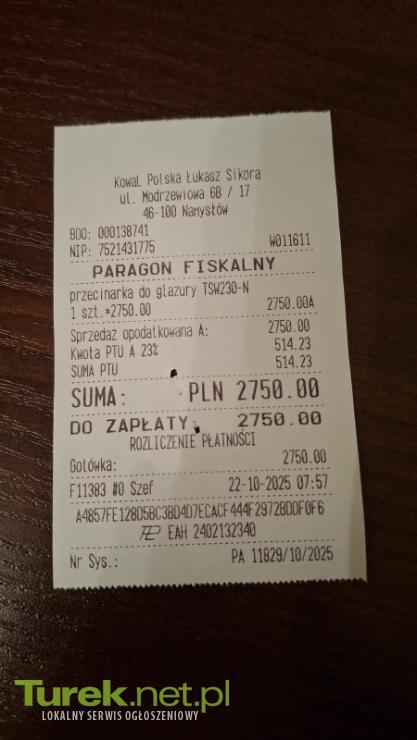 Kowal Polska Łukasz Sikora
ul. Modrzewiowa 6B / 17
46-100 Namysłów
BDO: 000138741
NIP: 7521431775 W011611
PARAGON FISKALNY
przecinarka do glazury TSW230-N
1 szt.*2750.00 2750.00A
Sprzedaż opodatkowana A: 2750.00
Kwota PTU A 23% 514.23
SUMA PTU 514.23
SUMA: PLN 2750.00
DO ZAPŁATY: 2750.00
ROZLICZENIE PŁATNOŚCI
Gotówka: 2750.00
F11383 #0 Szef 22-10-2025 07:57
A4857FE128D5BC3BD4D7ECACF444F2972BDDF0F6
EAH 2402132340
Nr Sys.: PA 11829/10/2025
Turek.net.pl
LOKALNY SERWIS OGŁOSZENIOWY